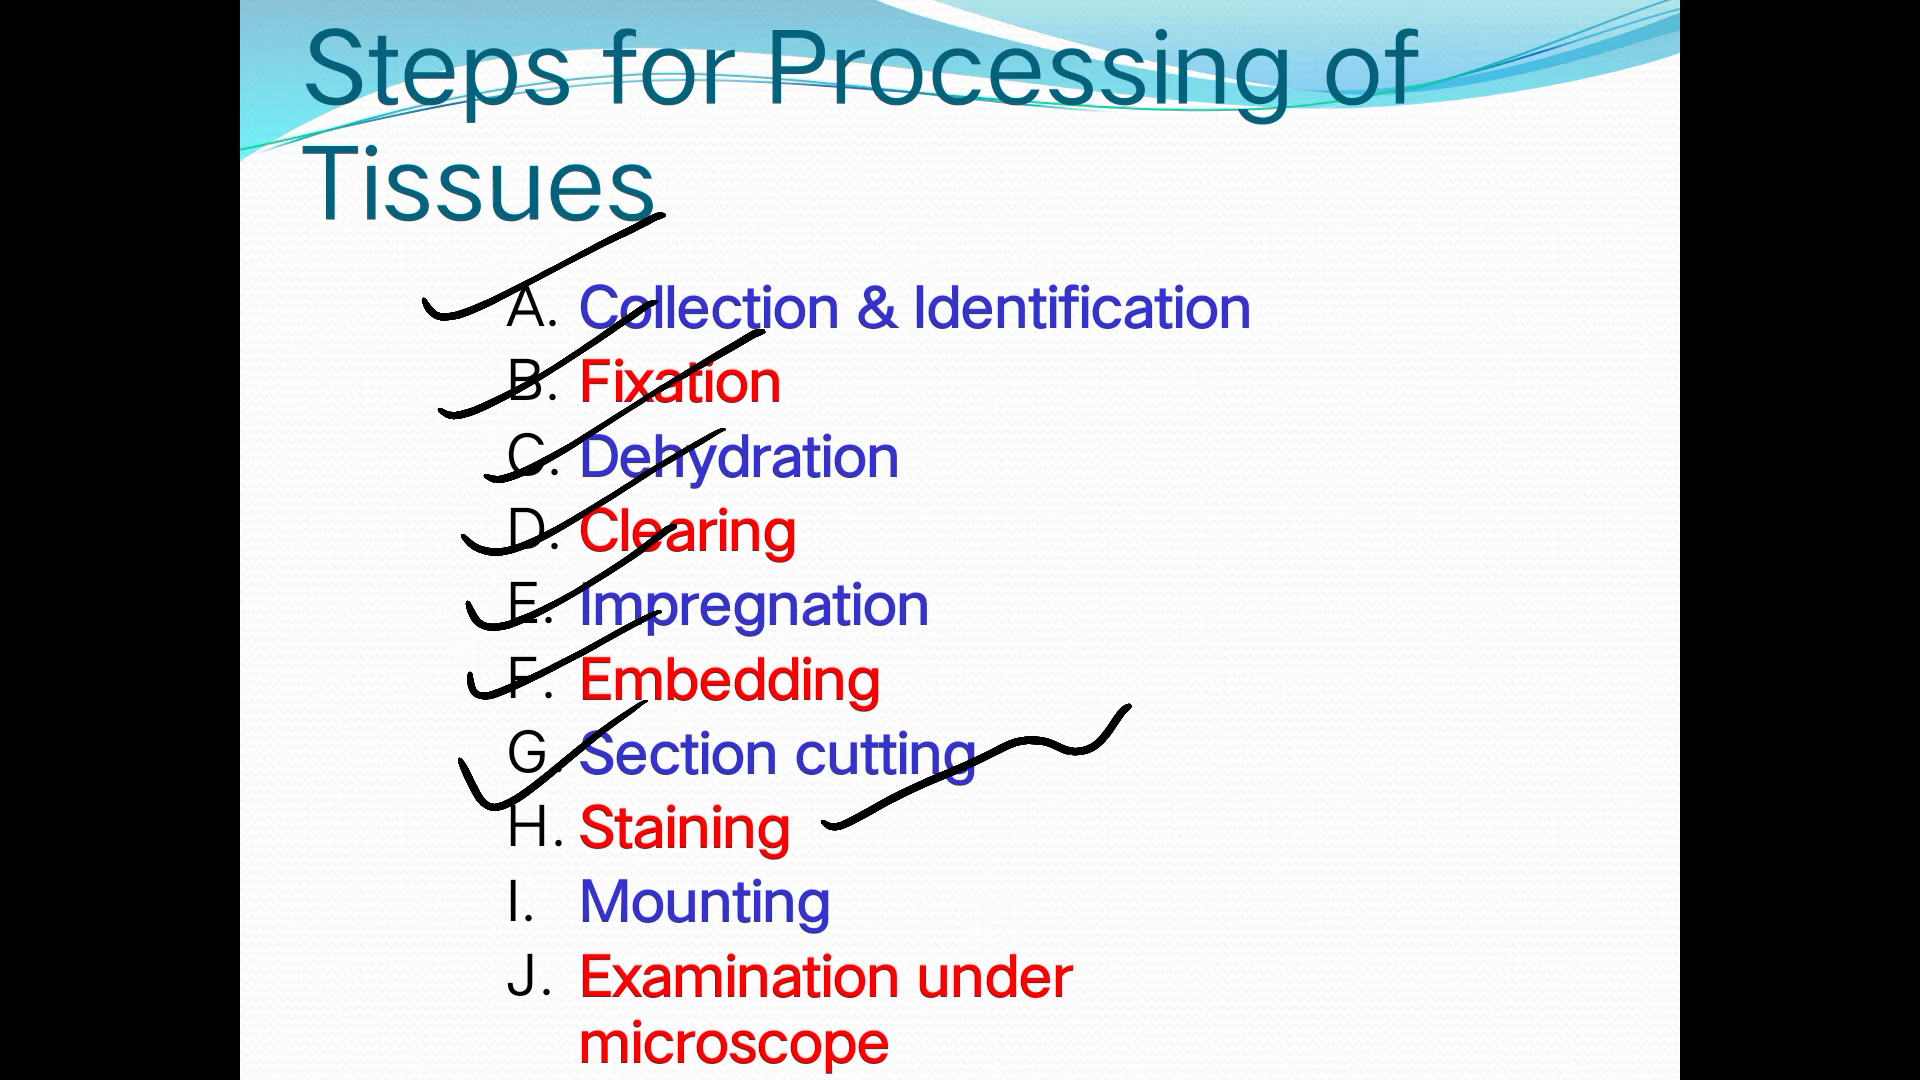 Steps for Processing of
Tissues
A. Collection & Identification
B. Fixation
C. Dehydration
D. Clearing
E. Impregnation
F. Embedding
G. Section cutting
H. Staining
I. Mounting
J. Examination under
microscope